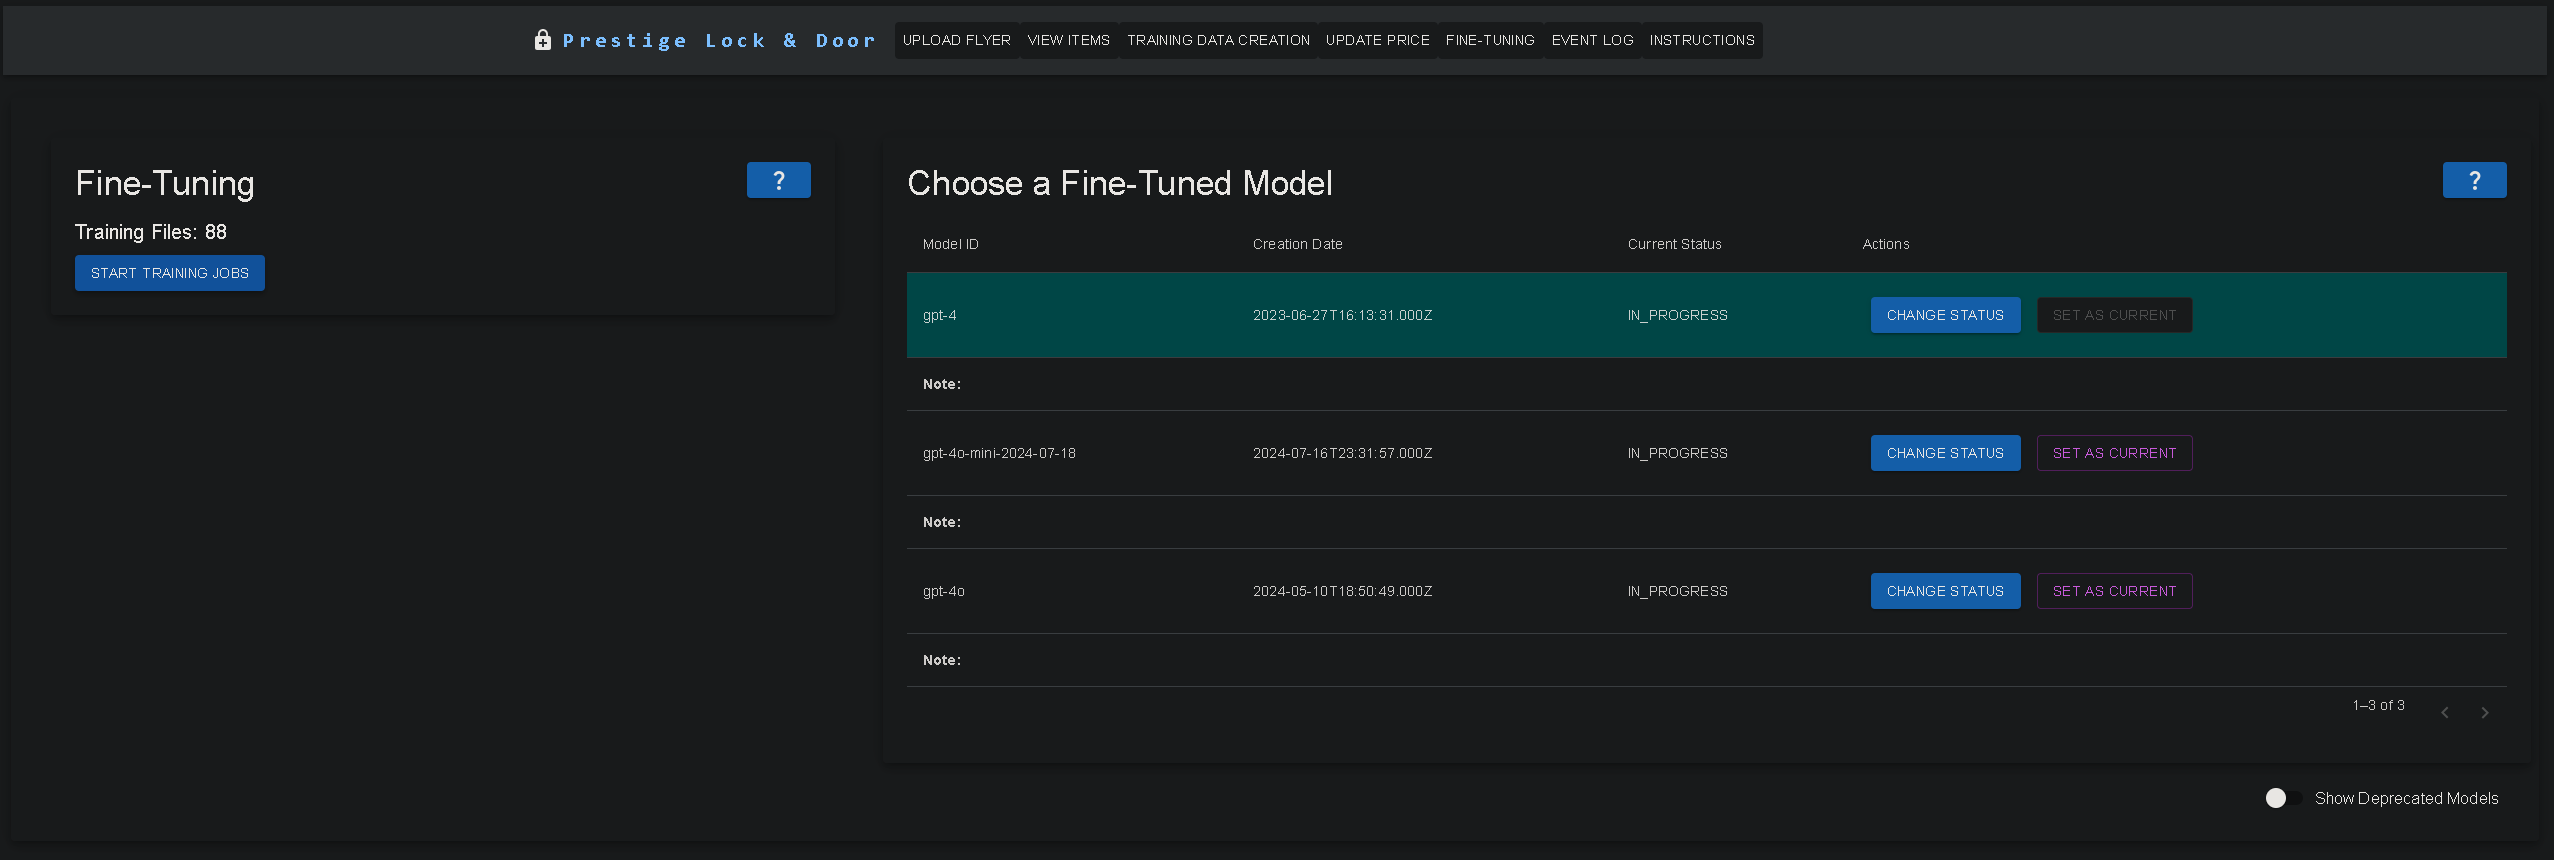 Prestige Lock & Door UPLOAD FLYER VIEW ITEMS TRAINING DATA CREATION UPDATE PRICE FINE-TUNING EVENT LOG INSTRUCTIONS
Fine-Tuning ?
Training Files: 88
START TRAINING JOBS
Choose a Fine-Tuned Model ?
Model ID Creation Date Current Status Actions
gpt-4 2023-06-27T16:13:31.000Z IN_PROGRESS CHANGE STATUS SET AS CURRENT
Note:
gpt-4o-mini-2024-07-18 2024-07-16T23:31:57.000Z IN_PROGRESS CHANGE STATUS SET AS CURRENT
Note:
gpt-4o 2024-05-10T18:50:49.000Z IN_PROGRESS CHANGE STATUS SET AS CURRENT
Note:
1–3 of 3
Show Deprecated Models